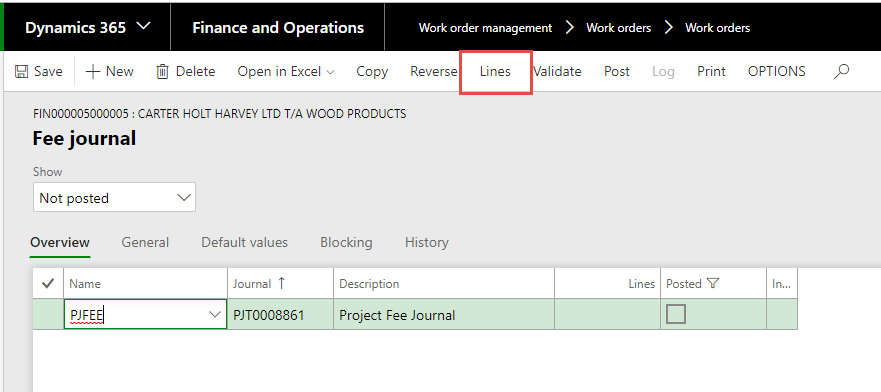 Dynamics 365 Finance and Operations Work order management Work orders Work orders
Save New Delete Open in Excel Copy Reverse Lines Validate Post Log Print OPTIONS
FIN000005000005 : CARTER HOLT HARVEY LTD T/A WOOD PRODUCTS
Fee journal
Show
Not posted
Overview General Default values Blocking History
Name Journal Description Lines Posted In...
PJFEE PJT0008861 Project Fee Journal